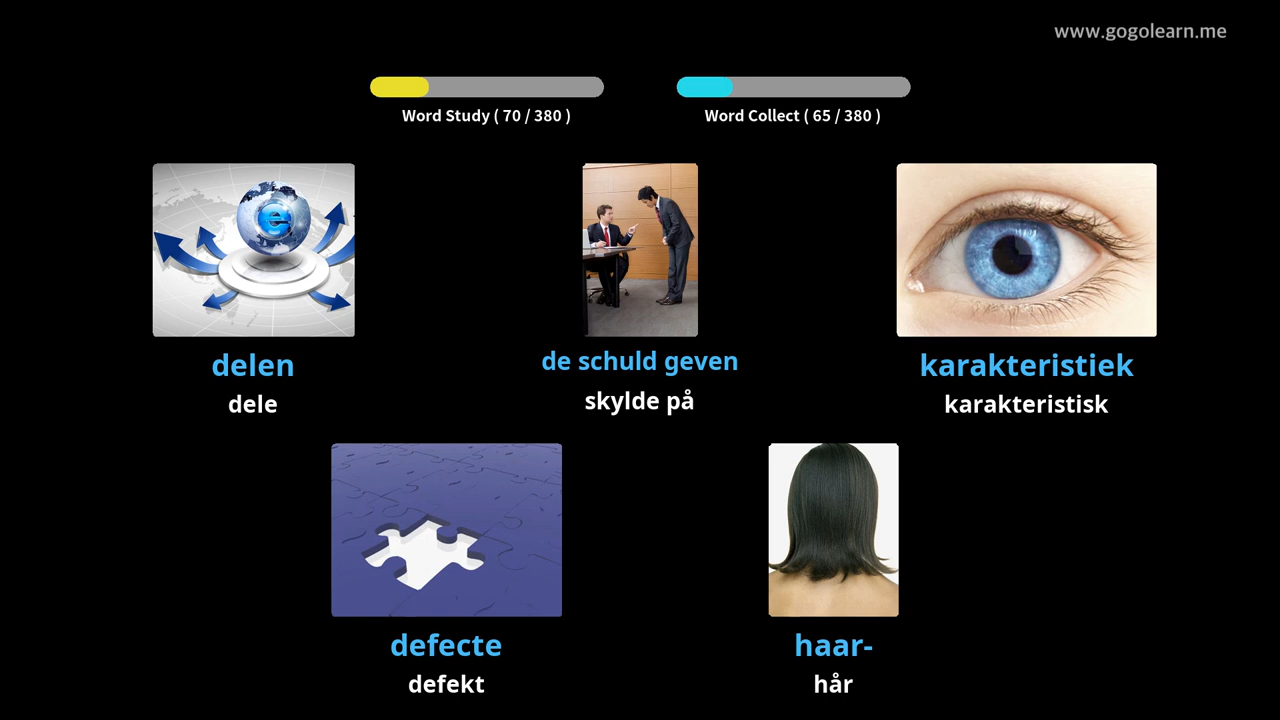 www.gogolearn.me
Word Study ( 70 / 380 )
Word Collect ( 65 / 380 )
e
delen
dele
de schuld geven
skylde på
karakteristiek
karakteristisk
defecte
defekt
haar-
hår